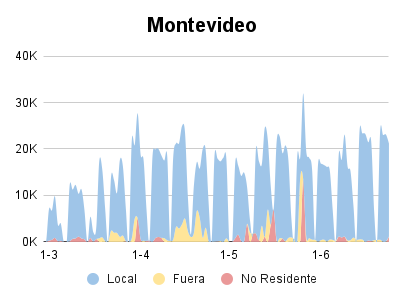 Montevideo
40K
30K
20K
10K
0K
1-3 1-4 1-5 1-6
Local Fuera No Residente